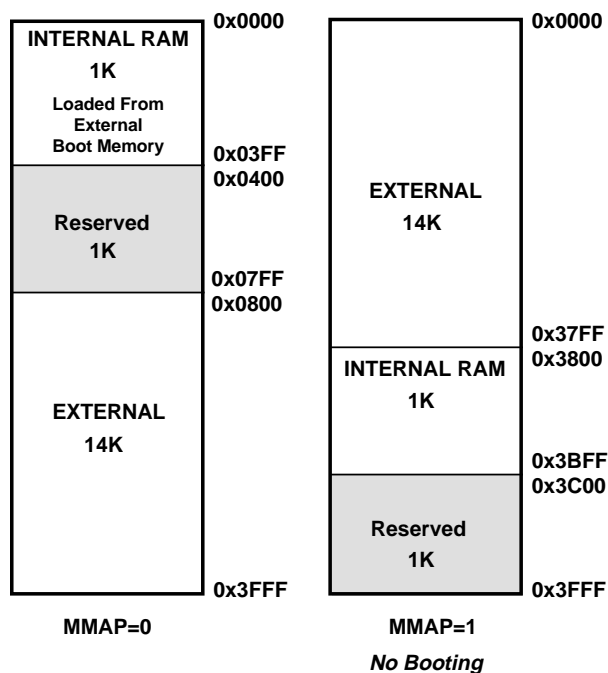 INTERNAL RAM
1K
Loaded From
External
Boot Memory
0x0000
0x03FF
0x0400
Reserved
1K
0x07FF
0x0800
EXTERNAL
14K
0x3FFF
MMAP=0
0x0000
EXTERNAL
14K
0x37FF
0x3800
INTERNAL RAM
1K
0x3BFF
0x3C00
Reserved
1K
0x3FFF
MMAP=1
No Booting